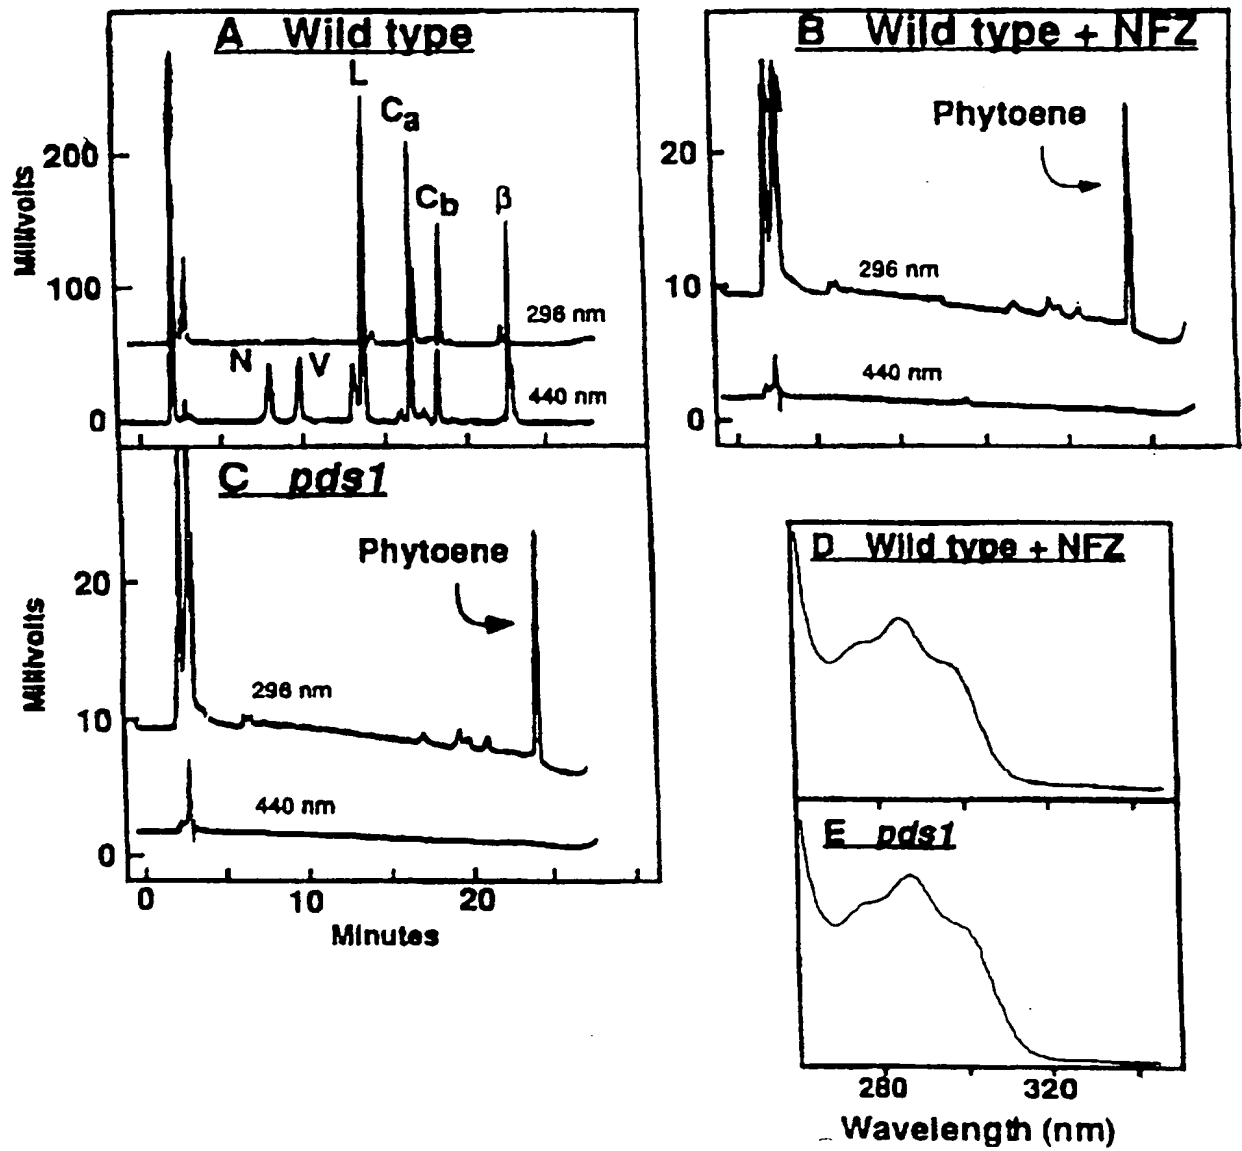 A Wild type
L
Ca
Cb
β
N
V
296 nm
440 nm
Millivolts
200
100
0
B Wild type + NFZ
Phytoene
296 nm
440 nm
20
10
0
C pds1
Phytoene
296 nm
440 nm
Millivolts
20
10
0
0 10 20
Minutes
D Wild type + NFZ
E pds1
280 320
Wavelength (nm)